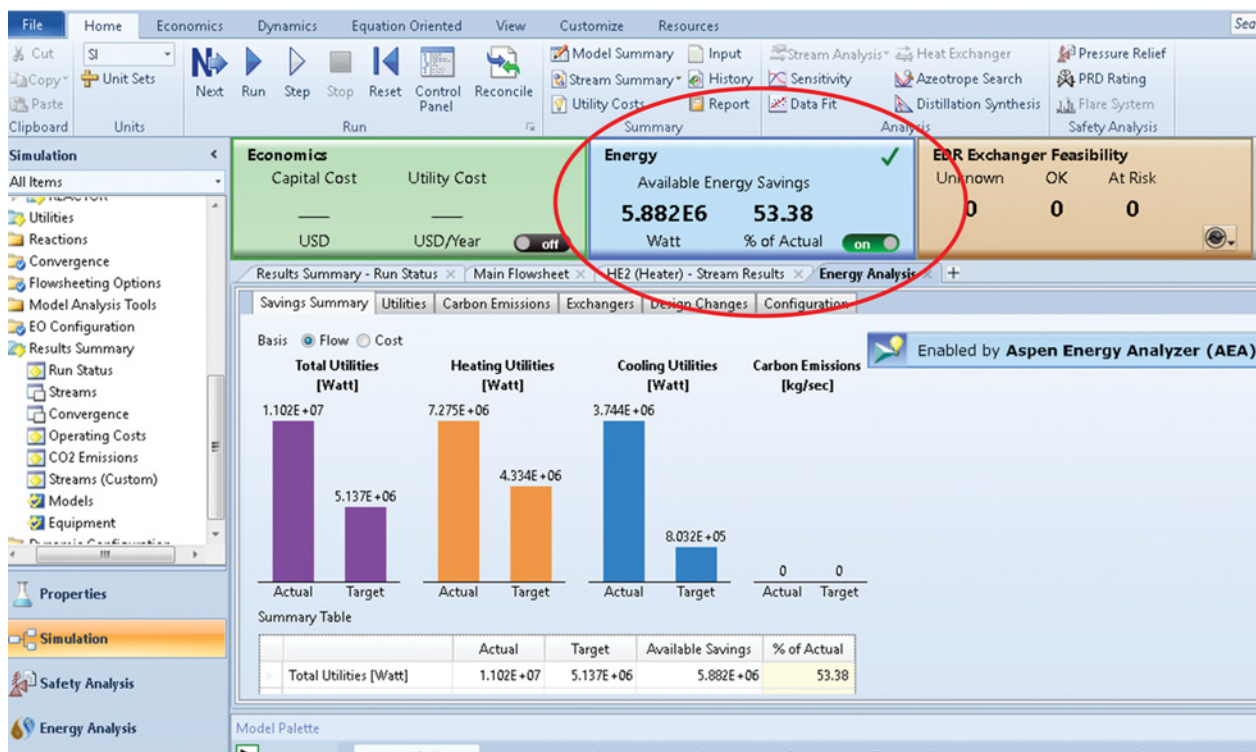 File Home Economics Dynamics Equation Oriented View Customize Resources
Cut SI Model Summary Input Stream Analysis Heat Exchanger Pressure Relief
Copy Unit Sets Next Run Step Stop Reset Control Panel Reconcile Stream Summary History Sensitivity Azeotrope Search PRD Rating
Paste Utility Costs Report Data Fit Distillation Synthesis Flare System
Clipboard Units Run Summary Analysis Safety Analysis
Simulation <
All Items
REACTOR
Utilities
Reactions
Convergence
Flowsheeting Options
Model Analysis Tools
EO Configuration
Results Summary
Run Status
Streams
Convergence
Operating Costs
CO2 Emissions
Streams (Custom)
Models
Equipment
Dynamic Configuration
Properties
Simulation
Safety Analysis
Energy Analysis
Economics
Capital Cost Utility Cost
USD USD/Year off
Energy
Available Energy Savings
5.882E6 53.38
Watt % of Actual on
EDR Exchanger Feasibility
Unknown OK At Risk
0 0 0
Results Summary - Run Status Main Flowsheet HE2 (Heater) - Stream Results Energy Analysis +
Savings Summary Utilities Carbon Emissions Exchangers Design Changes Configuration
Basis Flow Cost
Enabled by Aspen Energy Analyzer (AEA)
Total Utilities
[Watt]
1.102E+07
5.137E+06
Actual Target
Heating Utilities
[Watt]
7.275E+06
4.334E+06
Actual Target
Cooling Utilities
[Watt]
3.744E+06
8.032E+05
Actual Target
Carbon Emissions
[kg/sec]
0 0
Actual Target
Summary Table
Actual Target Available Savings % of Actual
Total Utilities [Watt] 1.102E+07 5.137E+06 5.882E+06 53.38
Model Palette